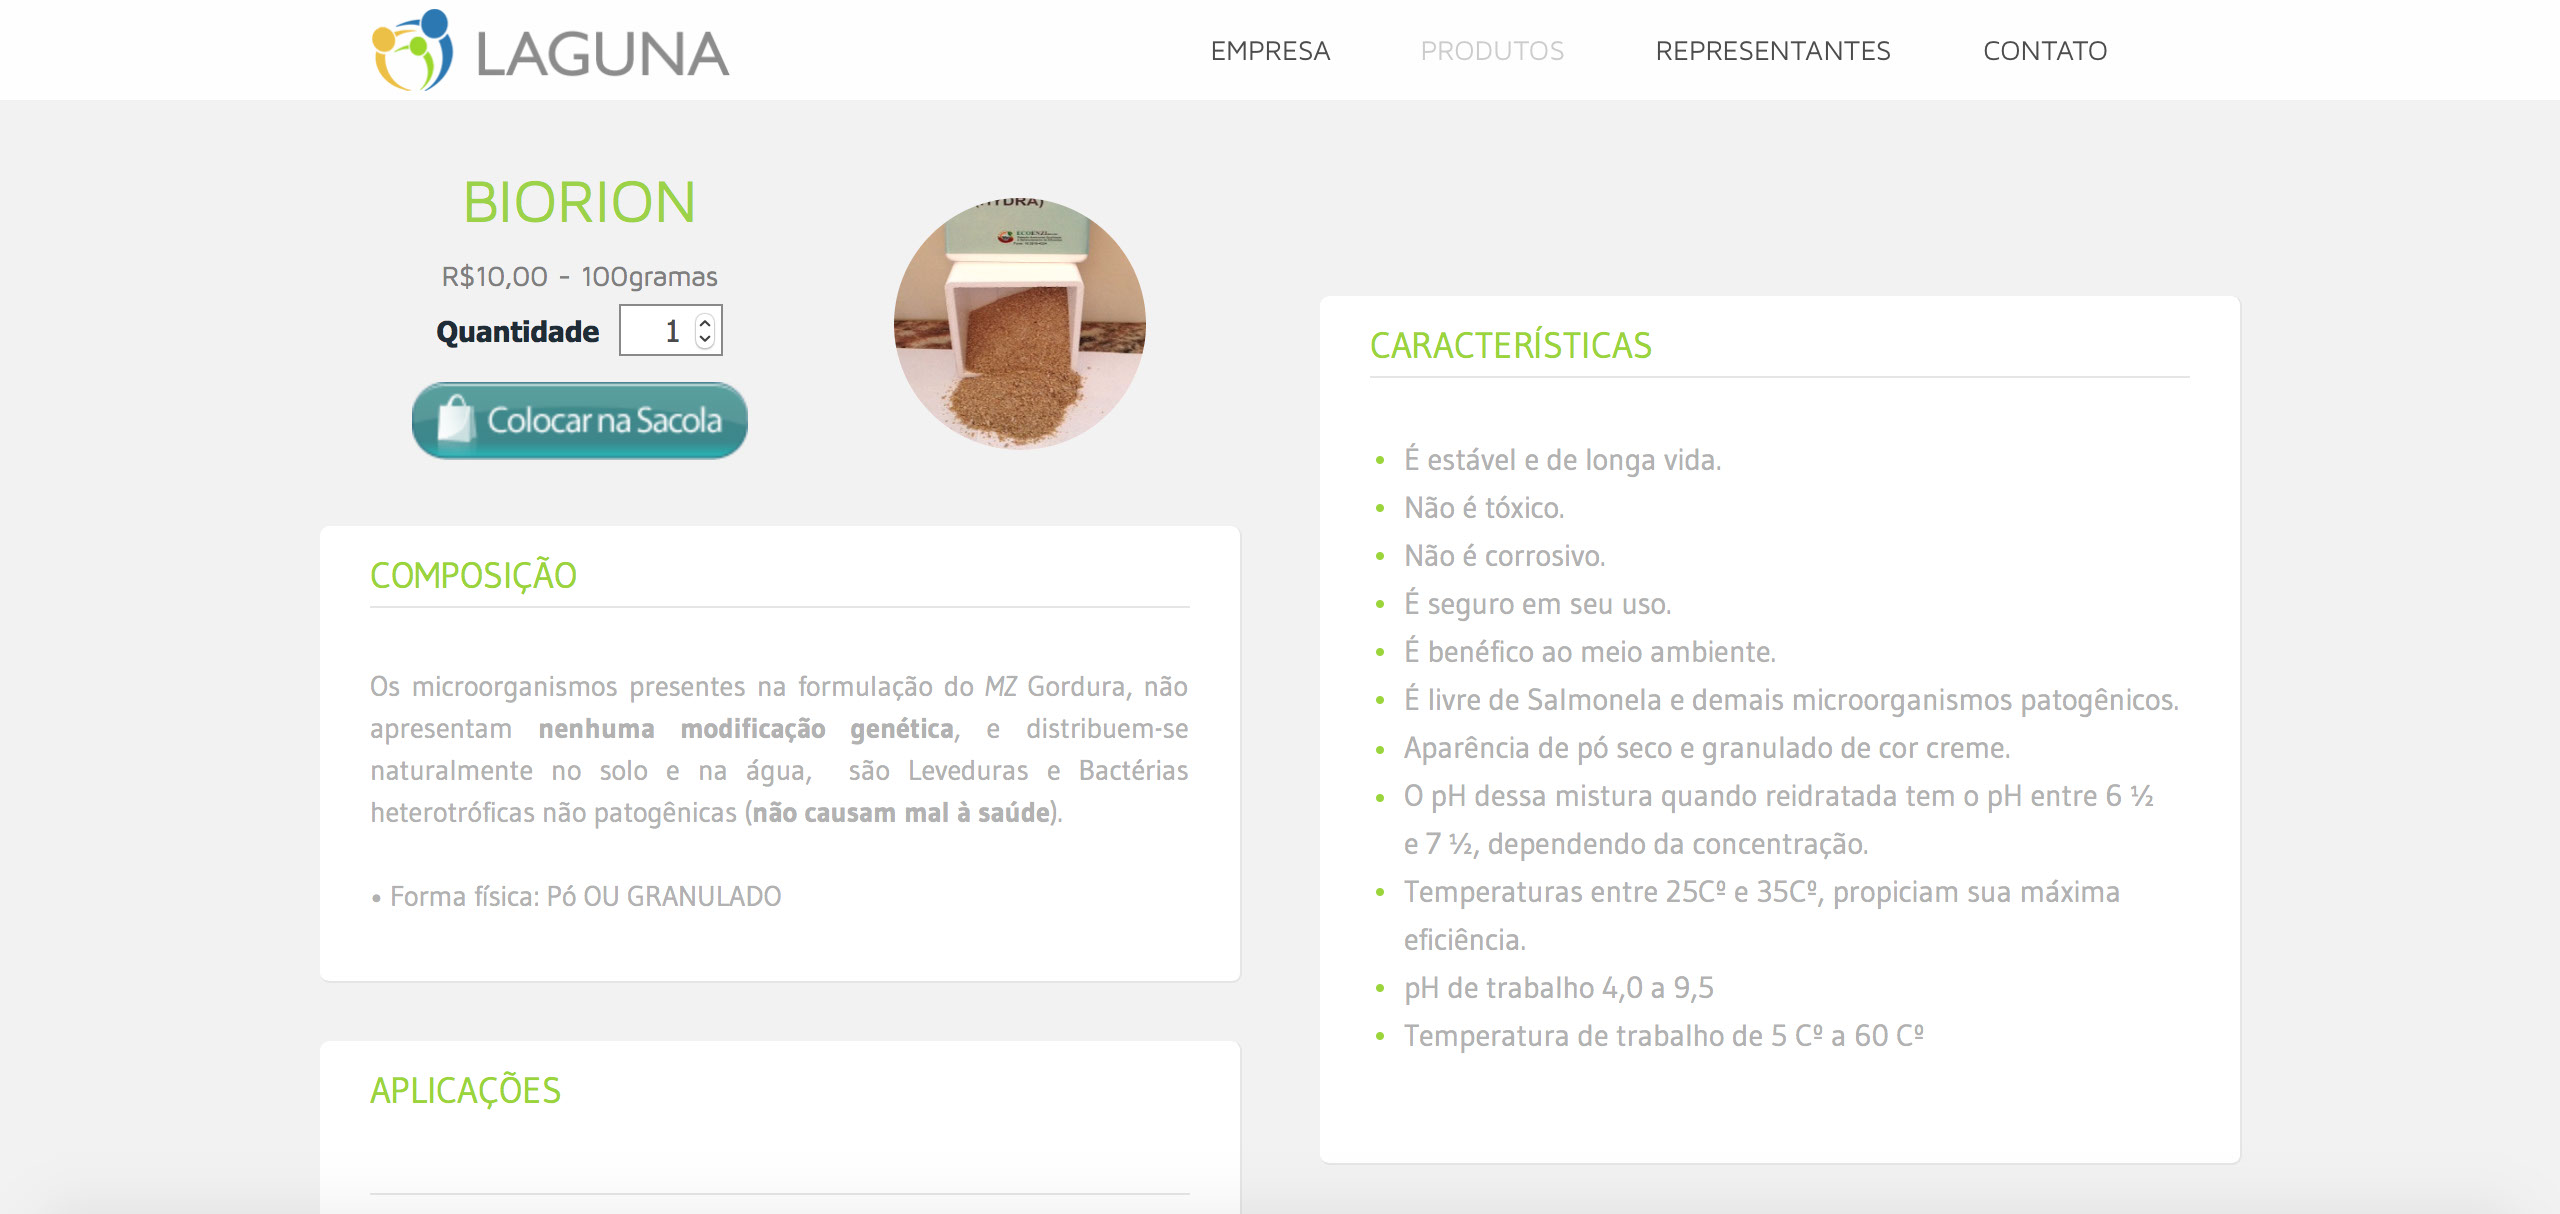 LAGUNA
EMPRESA
PRODUTOS
REPRESENTANTES
CONTATO
BIORION
R$10,00 - 100gramas
Quantidade 1
Colocar na Sacola
HYDRA)
COMPOSIÇÃO
Os microorganismos presentes na formulação do MZ Gordura, não
apresentam nenhuma modificação genética, e distribuem-se
naturalmente no solo e na água, são Leveduras e Bactérias
heterotróficas não patogênicas (não causam mal à saúde).
• Forma física: Pó OU GRANULADO
APLICAÇÕES
CARACTERÍSTICAS
• É estável e de longa vida.
• Não é tóxico.
• Não é corrosivo.
• É seguro em seu uso.
• É benéfico ao meio ambiente.
• É livre de Salmonela e demais microorganismos patogênicos.
• Aparência de pó seco e granulado de cor creme.
• O pH dessa mistura quando reidratada tem o pH entre 6 ½
e 7 ½, dependendo da concentração.
• Temperaturas entre 25Cº e 35Cº, propiciam sua máxima
eficiência.
• pH de trabalho 4,0 a 9,5
• Temperatura de trabalho de 5 Cº a 60 Cº